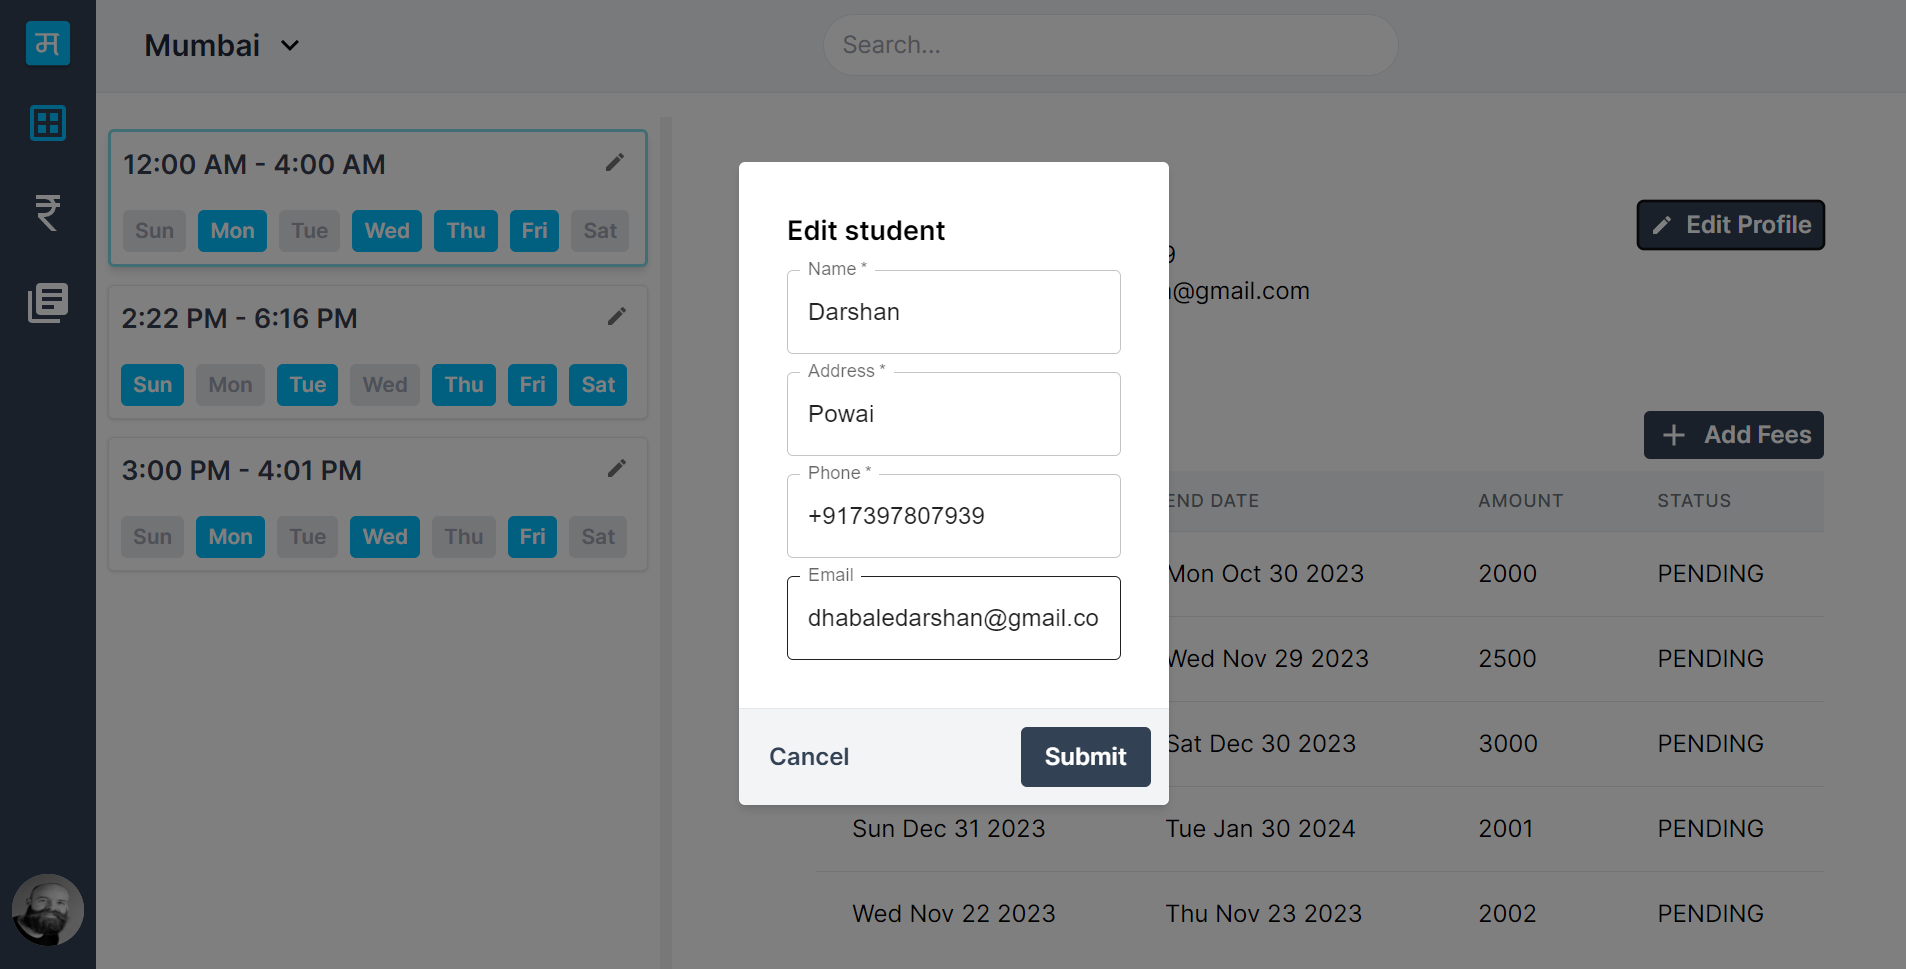 म
Mumbai
Search...
12:00 AM - 4:00 AM
Sun Mon Tue Wed Thu Fri Sat
2:22 PM - 6:16 PM
Sun Mon Tue Wed Thu Fri Sat
3:00 PM - 4:01 PM
Sun Mon Tue Wed Thu Fri Sat
Edit student
Name *
Darshan
Address *
Powai
Phone *
+917397807939
Email
dhabaledarshan@gmail.co
Cancel
Submit
Edit Profile
9
@gmail.com
₹
Add Fees
END DATE AMOUNT STATUS
Mon Oct 30 2023 2000 PENDING
Wed Nov 29 2023 2500 PENDING
Sat Dec 30 2023 3000 PENDING
Sun Dec 31 2023 Tue Jan 30 2024 2001 PENDING
Wed Nov 22 2023 Thu Nov 23 2023 2002 PENDING